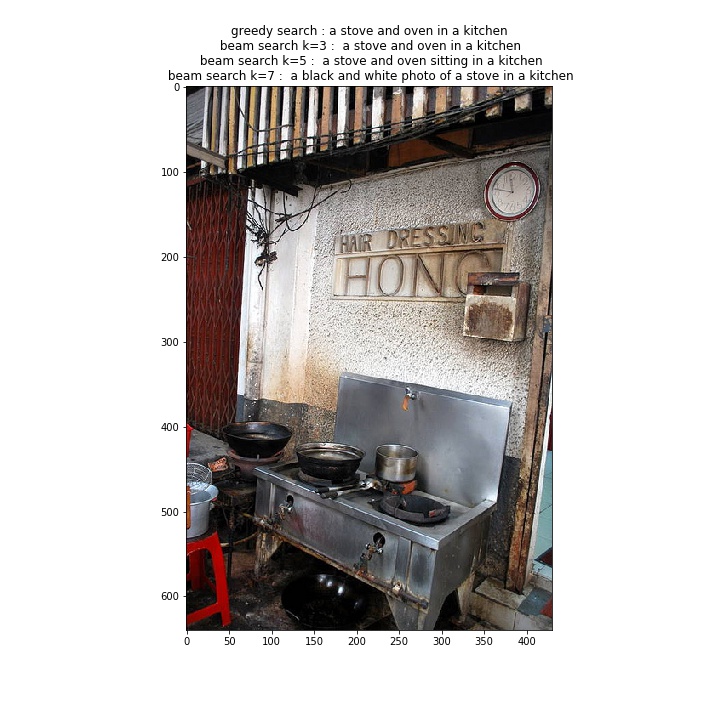 greedy search : a stove and oven in a kitchen
beam search k=3 :  a stove and oven in a kitchen
beam search k=5 :  a stove and oven sitting in a kitchen
beam search k=7 :  a black and white photo of a stove in a kitchen
0
100
200
300
400
500
600
HAIR DRESSING
HONG
0 50 100 150 200 250 300 350 400